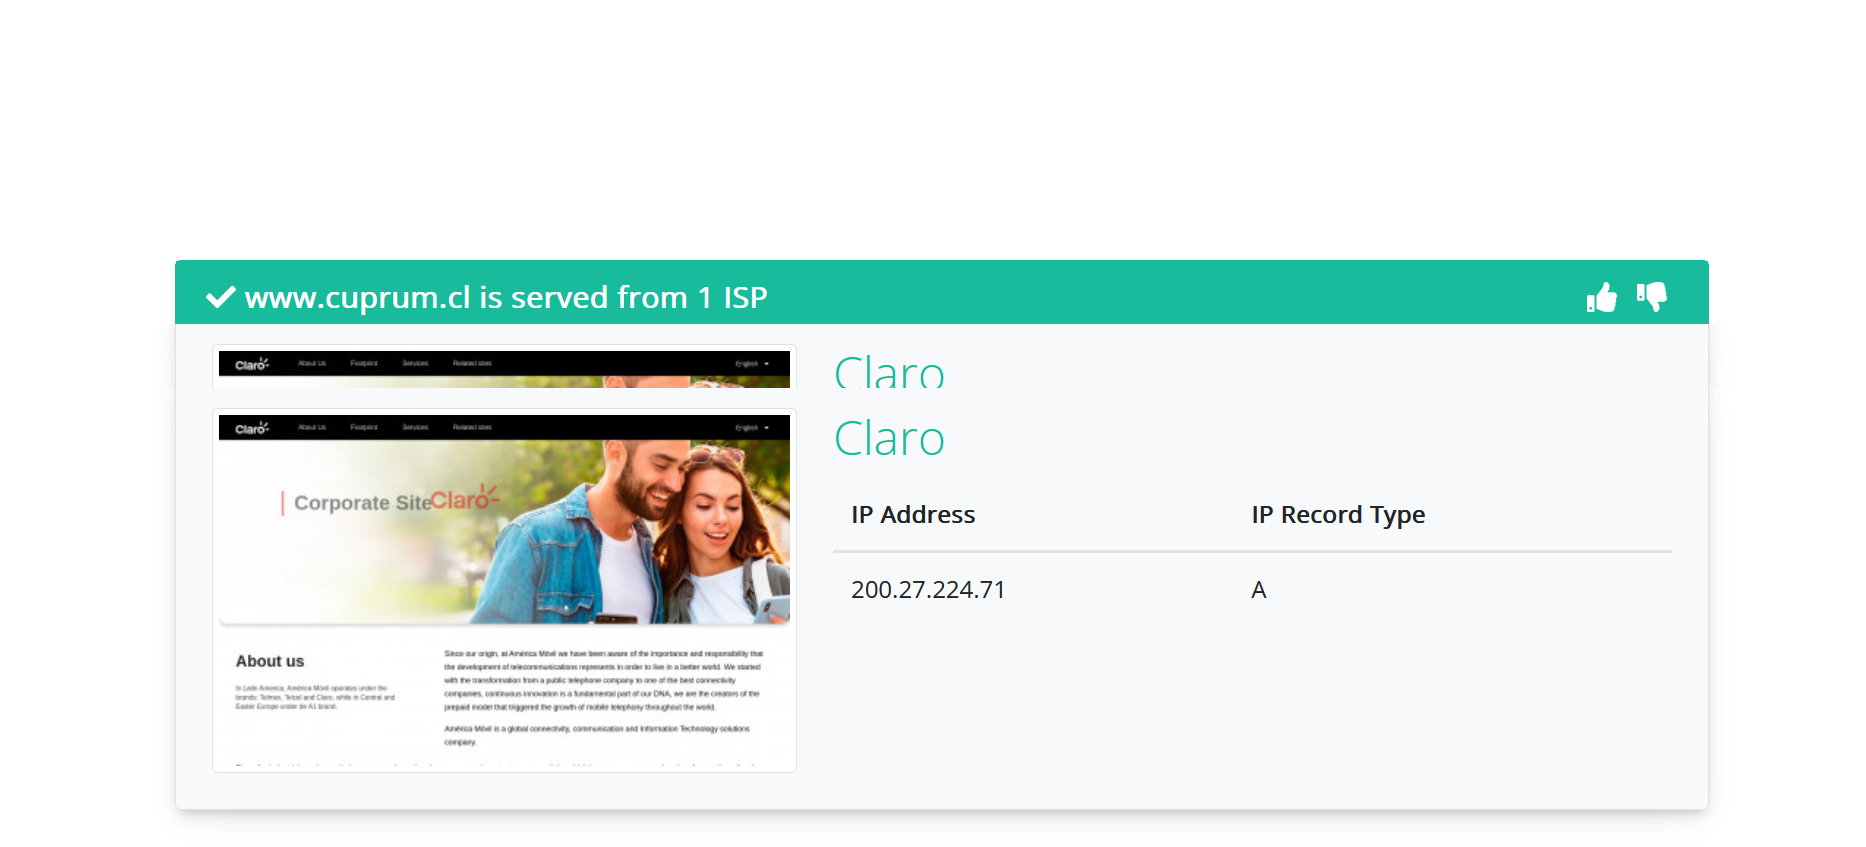 www.cuprum.cl is served from 1 ISP
Claro
About Us
Footprint
Services
Related sites
English
Claro
Claro
About Us
Footprint
Services
Related sites
English
Corporate Site Claro
About us
In Latin America, América Móvil operates under the
brands: Telmex, Telcel and Claro, while in Central and
Easter Europe under de A1 brand.
Since our origin, at América Móvil we have been aware of the importance and responsibility that
the development of telecommunications represents in order to live in a better world. We started
with the transformation from a public telephone company to one of the best connectivity
companies, continuous innovation is a fundamental part of our DNA, we are the creators of the
prepaid model that triggered the growth of mobile telephony throughout the world.
América Móvil is a global connectivity, communication and Information Technology solutions
company.
Claro
IP Address
IP Record Type
200.27.224.71
A